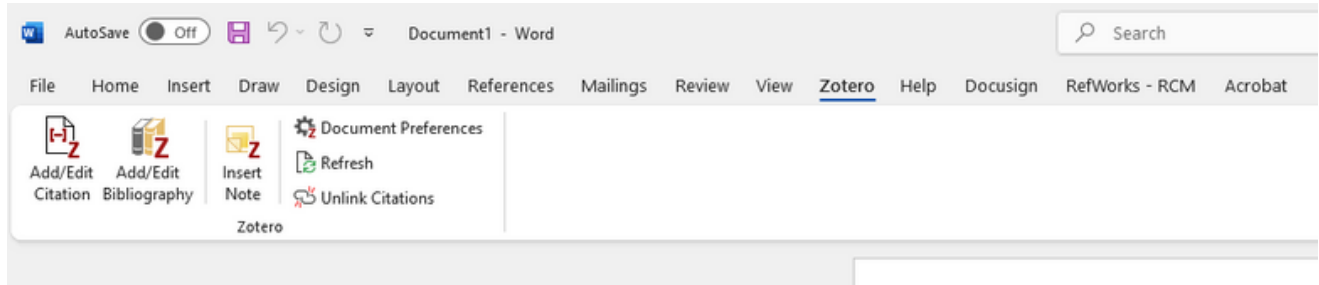 AutoSave Off Document1 - Word Search
File Home Insert Draw Design Layout References Mailings Review View Zotero Help Docusign RefWorks - RCM Acrobat
Add/Edit Citation
Add/Edit Bibliography
Insert Note
Document Preferences
Refresh
Unlink Citations
Zotero